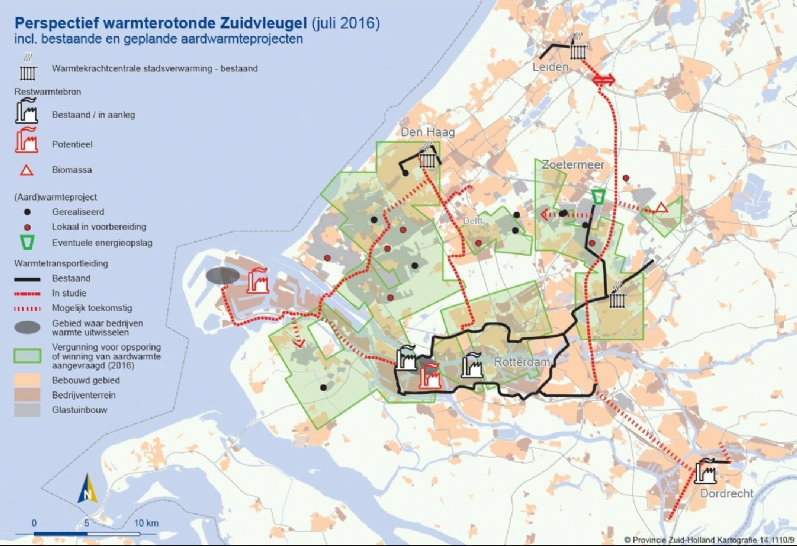 Perspectief warmterotonde Zuidvleugel (juli 2016)
incl. bestaande en geplande aardwarmteprojecten
Warmtekrachtcentrale stadsverwarming - bestaand
Restwarmtebron
Bestaand / in aanleg
Potentieel
Biomassa
(Aard)warmteproject
Gerealiseerd
Lokaal in voorbereiding
Eventuele energieopslag
Warmtetransportleiding
Bestaand
In studie
Mogelijk toekomstig
Gebied waar bedrijven
warmte uitwisselen
Vergunning voor opsporing
of winning van aardwarmte
aangevraagd (2016)
Bebouwd gebied
Bedrijventerrein
Glastuinbouw
Leiden
Den Haag
Zoetermeer
Delft
Rotterdam
Dordrecht
N
0 5 10 km
© Provincie Zuid-Holland Kartografie 14.1110/9